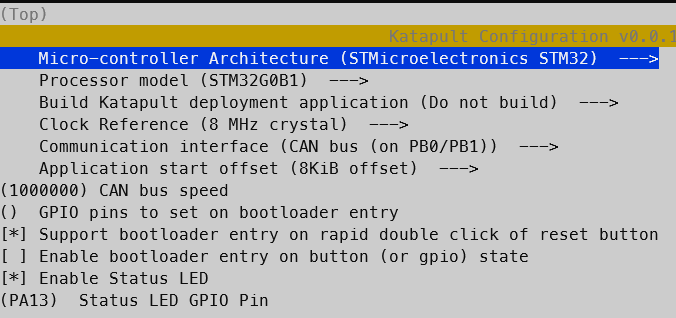 (Top)
Katapult Configuration v0.0.1
Micro-controller Architecture (STMicroelectronics STM32)  --->
Processor model (STM32G0B1)  --->
Build Katapult deployment application (Do not build)  --->
Clock Reference (8 MHz crystal)  --->
Communication interface (CAN bus (on PB0/PB1))  --->
Application start offset (8KiB offset)  --->
(1000000) CAN bus speed
()  GPIO pins to set on bootloader entry
[*] Support bootloader entry on rapid double click of reset button
[ ] Enable bootloader entry on button (or gpio) state
[*] Enable Status LED
(PA13)  Status LED GPIO Pin